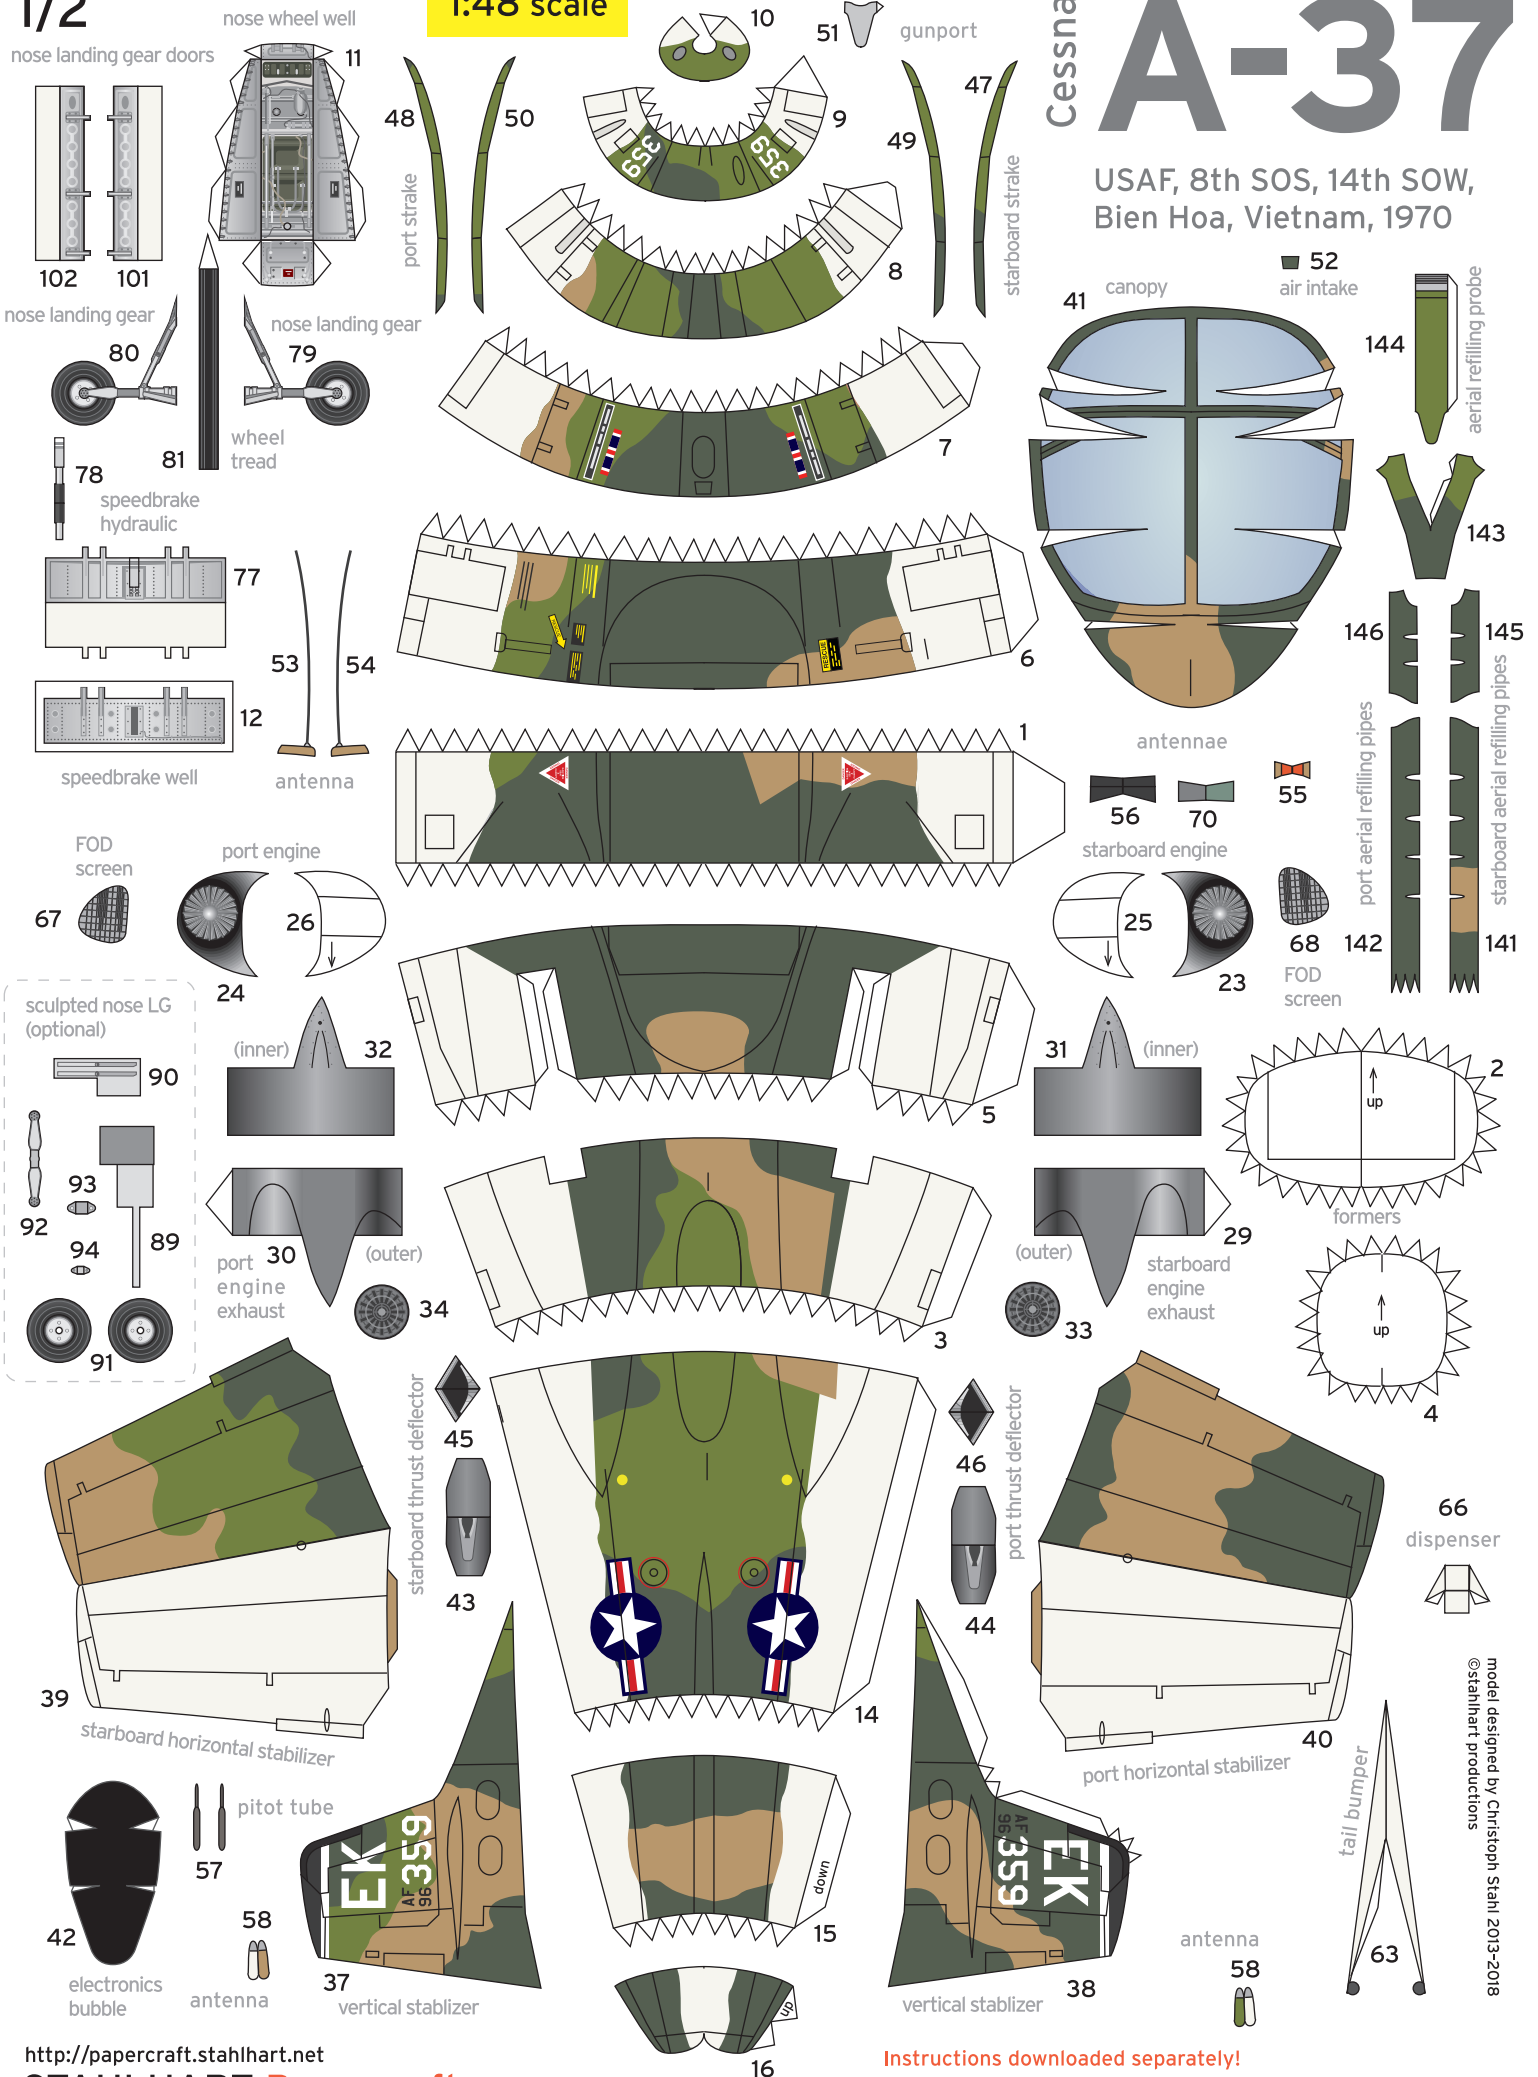 1/2
1:48 scale
Cessna
A-37
USAF, 8th SOS, 14th SOW,
Bien Hoa, Vietnam, 1970
nose wheel well
nose landing gear doors
11
102
101
nose landing gear
80
nose landing gear
79
81
wheel
tread
78
speedbrake
hydraulic
77
12
speedbrake well
53
54
antenna
48
50
port strake
10
51
gunport
9
359
359
49
47
starboard strake
8
7
6
RESCUE
1
41
canopy
52
air intake
144
aerial refilling probe
143
146
145
port aerial refilling pipes
starboard aerial refilling pipes
142
141
antennae
56
70
55
FOD
screen
67
port engine
26
24
starboard engine
25
23
68
FOD
screen
sculpted nose LG
(optional)
90
92
93
94
89
91
(inner)
32
30
port
engine
exhaust
(outer)
34
5
31
(inner)
29
(outer)
starboard
engine
exhaust
33
2
up
formers
up
4
3
starboard thrust deflector
45
43
46
44
port thrust deflector
14
39
starboard horizontal stabilizer
40
port horizontal stabilizer
66
dispenser
42
electronics
bubble
57
pitot tube
58
antenna
EK
AF
96
359
37
vertical stablizer
down
15
up
16
AF
96
359
EK
38
vertical stablizer
antenna
58
tail bumper
63
model designed by Christoph Stahl 2013-2018
©stahlhart productions
http://papercraft.stahlhart.net
Instructions downloaded separately!
STAHLHART Papercraft